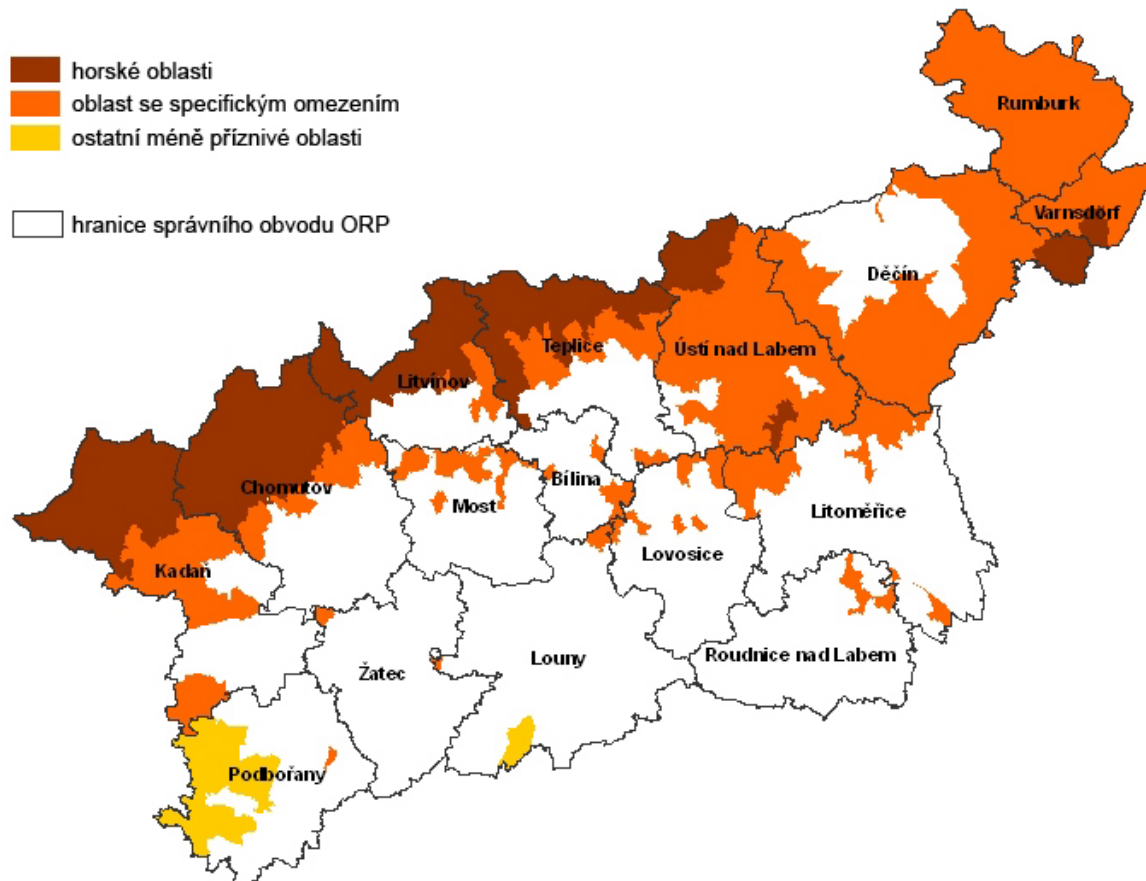 horské oblasti
oblast se specifickým omezením
ostatní méně příznivé oblasti
hranice správního obvodu ORP
Rumburk
Varnsdörf
Děčín
Teplice
Ústí nad Labem
Litvínov
Chomutov
Bílina
Most
Litoměřice
Lovosice
Kadaň
Roudnice nad Labem
Louny
Žatec
Podbořany